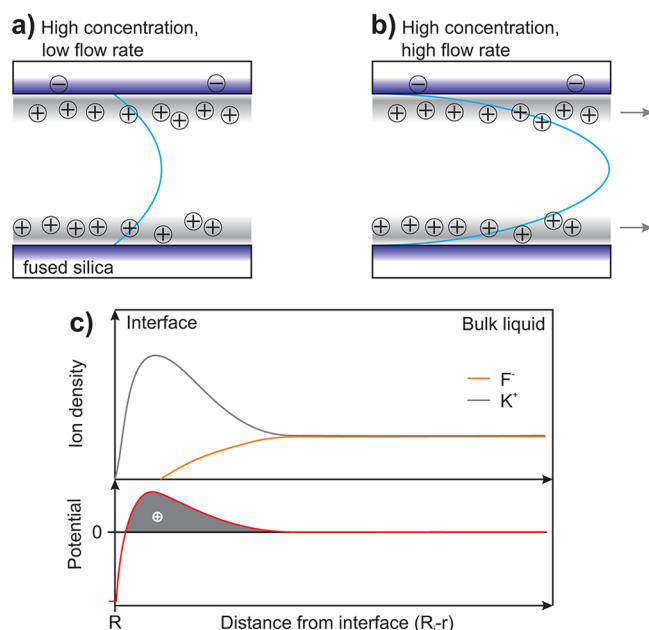 a) High concentration,
low flow rate
fused silica
b) High concentration,
high flow rate
c) Interface
Bulk liquid
Ion density
F⁻
K⁺
Potential
0
R
Distance from interface (R-r)